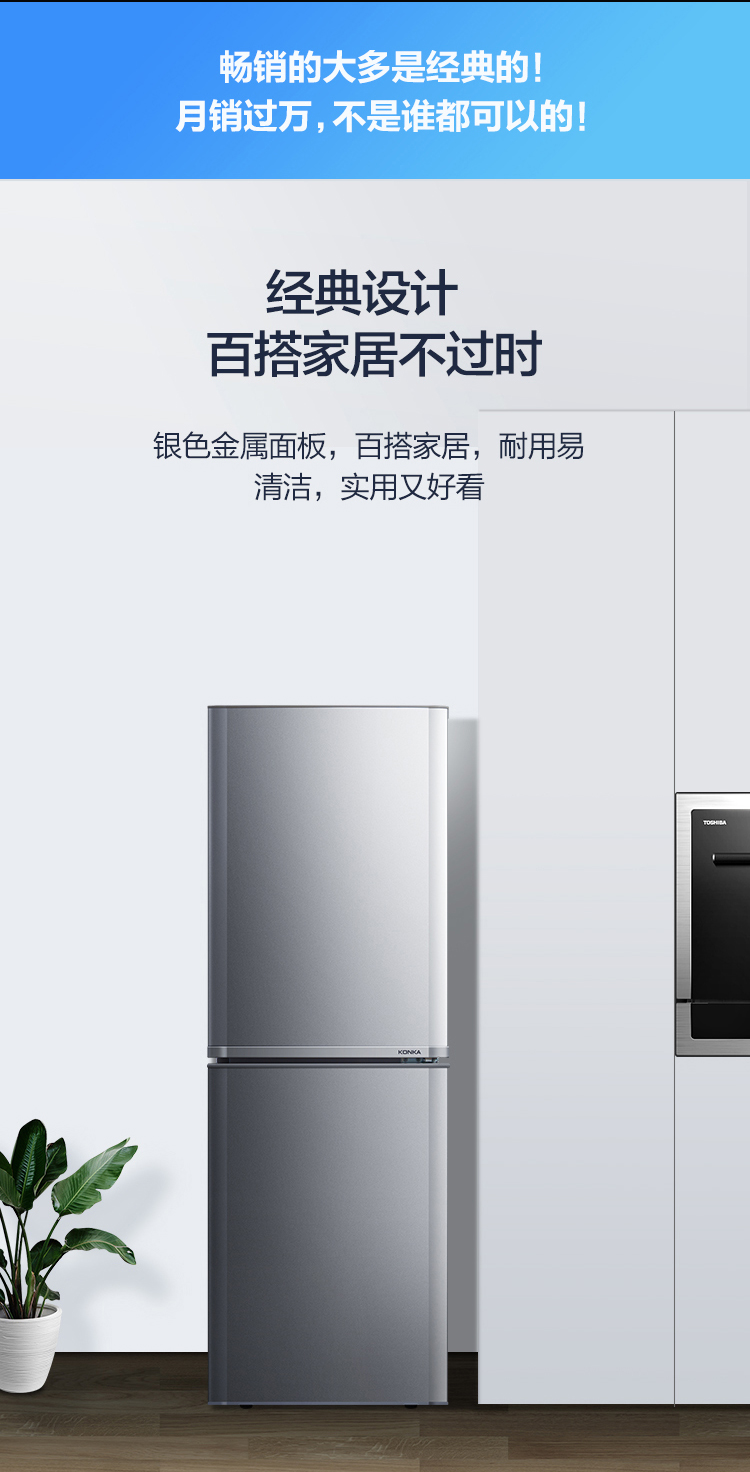 畅销的大多是经典的!
月销过万,不是谁都可以的!
经典设计
百搭家居不过时
银色金属面板，百搭家居，耐用易
清洁，实用又好看
TOSHIBA
KONKA